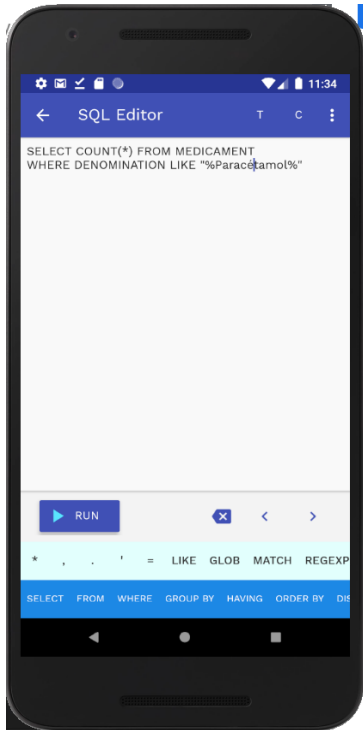 11:34
SQL Editor T C
SELECT COUNT(*) FROM MEDICAMENT
WHERE DENOMINATION LIKE "%Paracétamol%"
RUN
* , . ' = LIKE GLOB MATCH REGEXP
SELECT FROM WHERE GROUP BY HAVING ORDER BY DIS